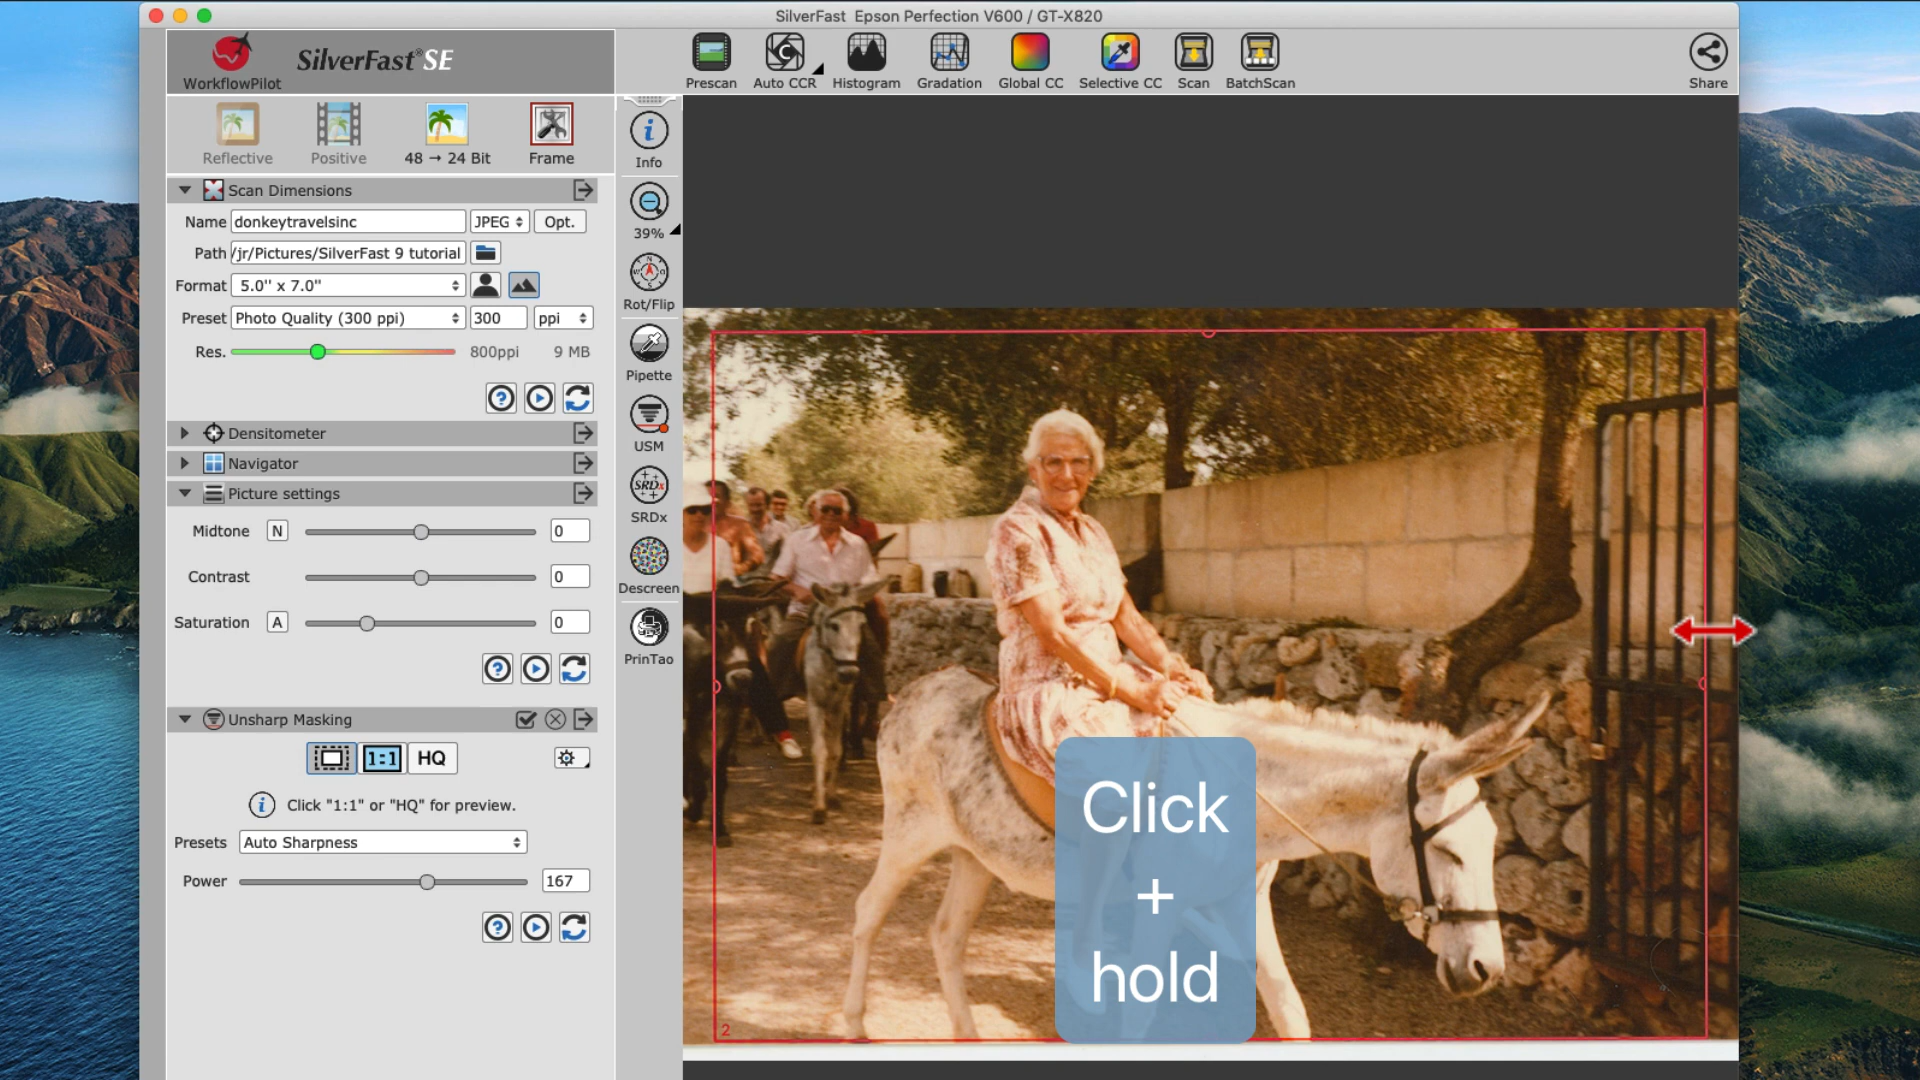 SilverFast Epson Perfection V600 / GT-X820
WorkflowPilot
SilverFast® SE
Prescan
Auto CCR
Histogram
Gradation
Global CC
Selective CC
Scan
BatchScan
Share
Reflective
Positive
48 → 24 Bit
Frame
Scan Dimensions
Name donkeytravelsinc JPEG Opt.
Path /jr/Pictures/SilverFast 9 tutorial
Format 5.0'' x 7.0''
Preset Photo Quality (300 ppi) 300 ppi
Res. 800ppi 9 MB
Densitometer
Navigator
Picture settings
Midtone N 0
Contrast 0
Saturation A 0
Unsharp Masking
1:1 HQ
Click "1:1" or "HQ" for preview.
Presets Auto Sharpness
Power 167
Info
39%
Rot/Flip
Pipette
USM
SRDx
SRDx
Descreen
PrinTao
Click
+
hold
2